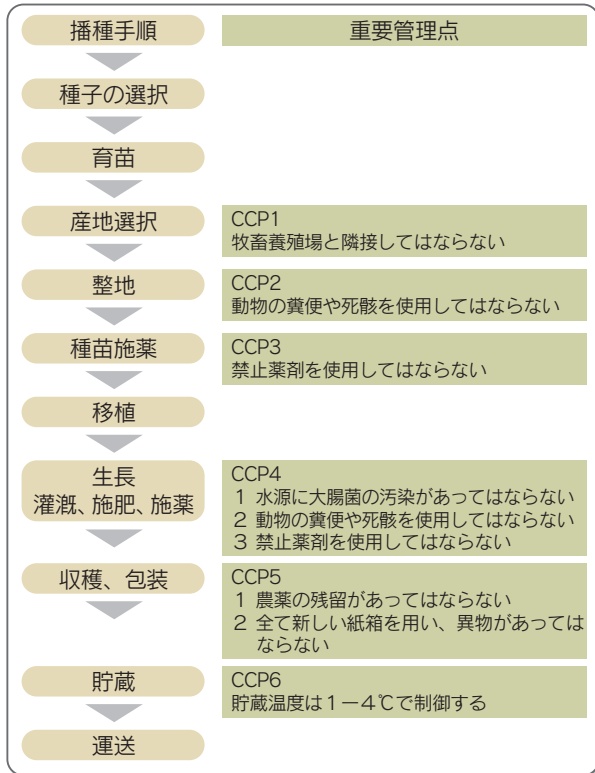 播種手順
重要管理点
種子の選択
育苗
産地選択
CCP1
牧畜養殖場と隣接してはならない
整地
CCP2
動物の糞便や死骸を使用してはならない
種苗施薬
CCP3
禁止薬剤を使用してはならない
移植
生長
灌漑、施肥、施薬
CCP4
1 水源に大腸菌の汚染があってはならない
2 動物の糞便や死骸を使用してはならない
3 禁止薬剤を使用してはならない
収穫、包装
CCP5
1 農薬の残留があってはならない
2 全て新しい紙箱を用い、異物があっては
ならない
貯蔵
CCP6
貯蔵温度は1−4℃で制御する
運送